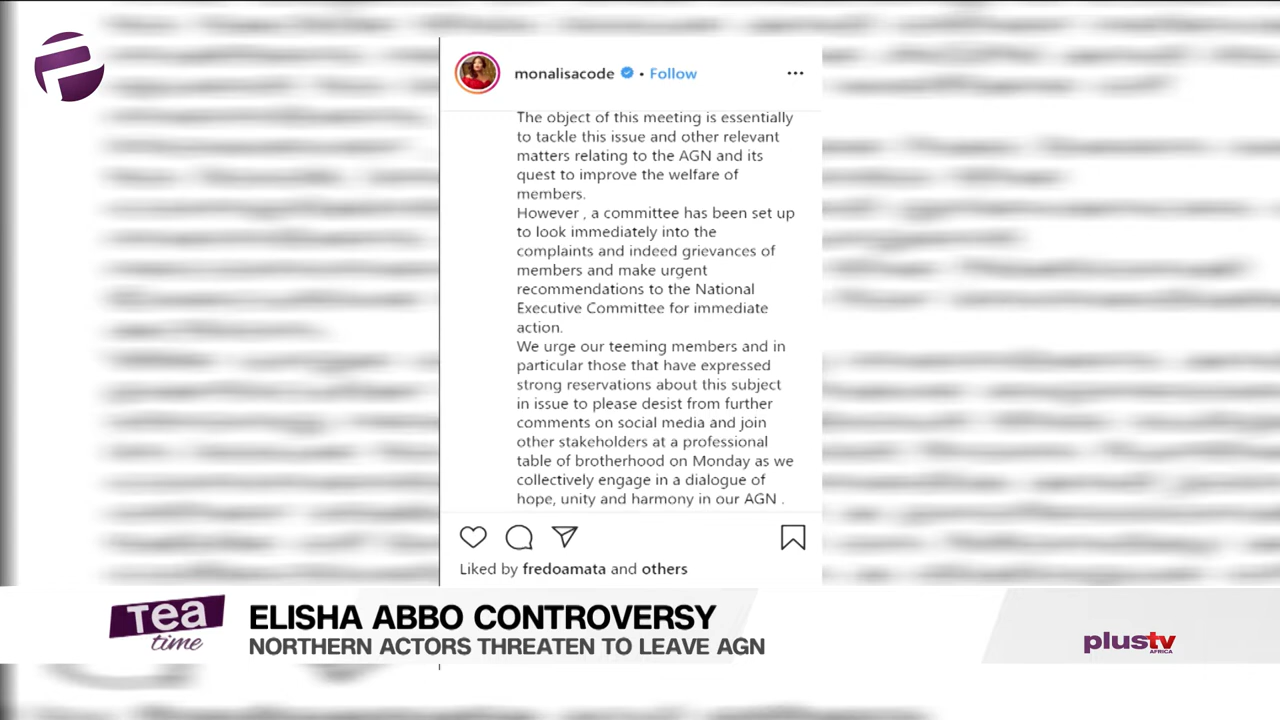 monalisacode • Follow
The object of this meeting is essentially
to tackle this issue and other relevant
matters relating to the AGN and its
quest to improve the welfare of
members.
However , a committee has been set up
to look immediately into the
complaints and indeed grievances of
members and make urgent
recommendations to the National
Executive Committee for immediate
action.
We urge our teeming members and in
particular those that have expressed
strong reservations about this subject
in issue to please desist from further
comments on social media and join
other stakeholders at a professional
table of brotherhood on Monday as we
collectively engage in a dialogue of
hope, unity and harmony in our AGN .
Liked by fredoamata and others
Tea
time
ELISHA ABBO CONTROVERSY
NORTHERN ACTORS THREATEN TO LEAVE AGN
plustv
AFRICA